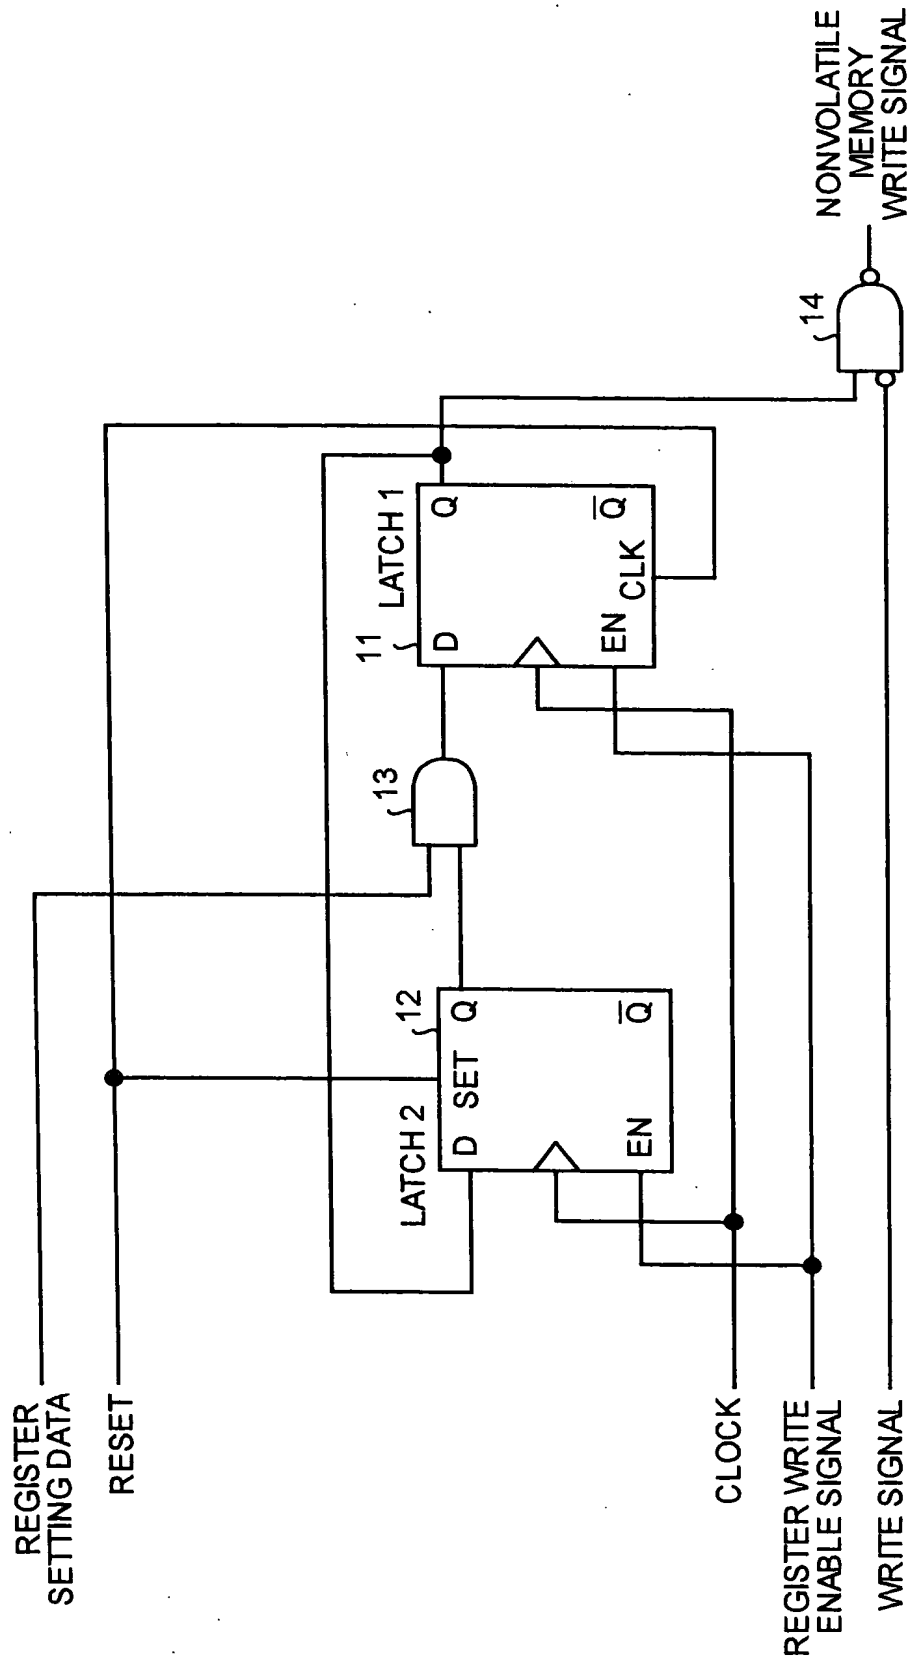 REGISTER
SETTING DATA
RESET
CLOCK
REGISTER WRITE
ENABLE SIGNAL
WRITE SIGNAL
LATCH 2
12
D
SET
Q
EN
Q̅
13
11
LATCH 1
D
Q
EN
CLK
Q̅
14
NONVOLATILE
MEMORY
WRITE SIGNAL